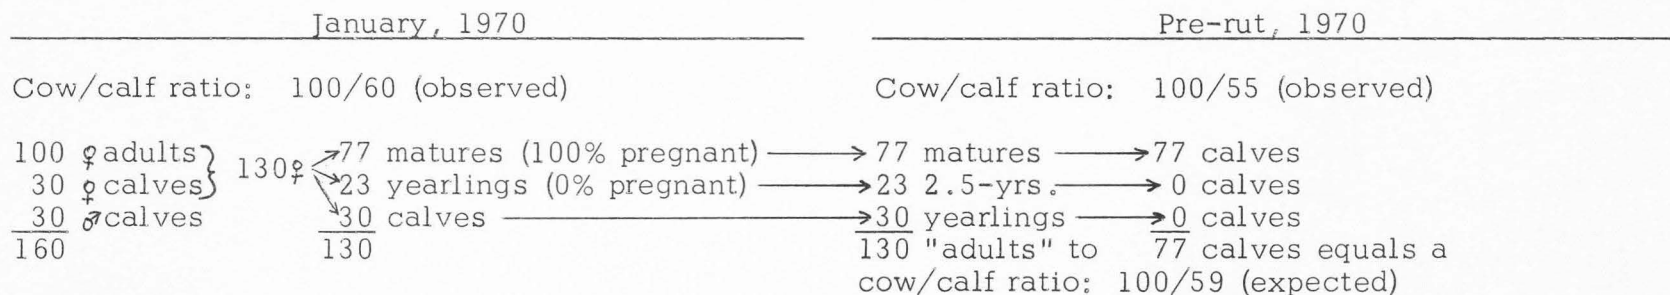 January, 1970 Pre-rut, 1970
Cow/calf ratio: 100/60 (observed) Cow/calf ratio: 100/55 (observed)
100 ♀ adults} 130♀ 77 matures (100% pregnant) → 77 matures → 77 calves
30 ♀ calves} 23 yearlings (0% pregnant) → 23 2.5-yrs. → 0 calves
30 ♂ calves 30 calves → 30 yearlings → 0 calves
160 130 130 "adults" to 77 calves equals a
cow/calf ratio: 100/59 (expected)